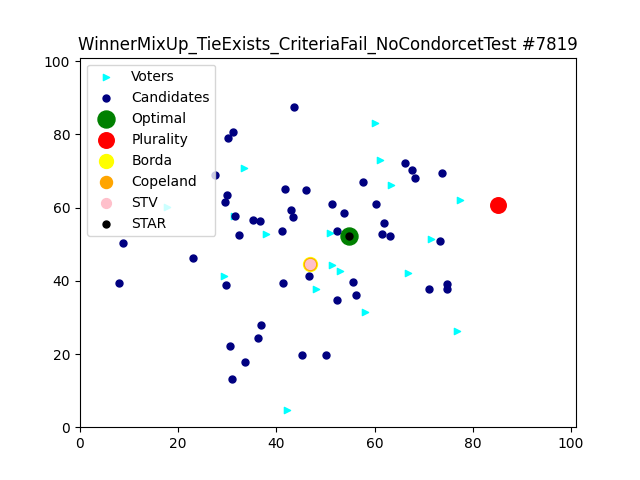 WinnerMixUp_TieExists_CriteriaFail_NoCondorcetTest #7819
100
80
60
40
20
0
0 20 40 60 80 100
Voters
Candidates
Optimal
Plurality
Borda
Copeland
STV
STAR